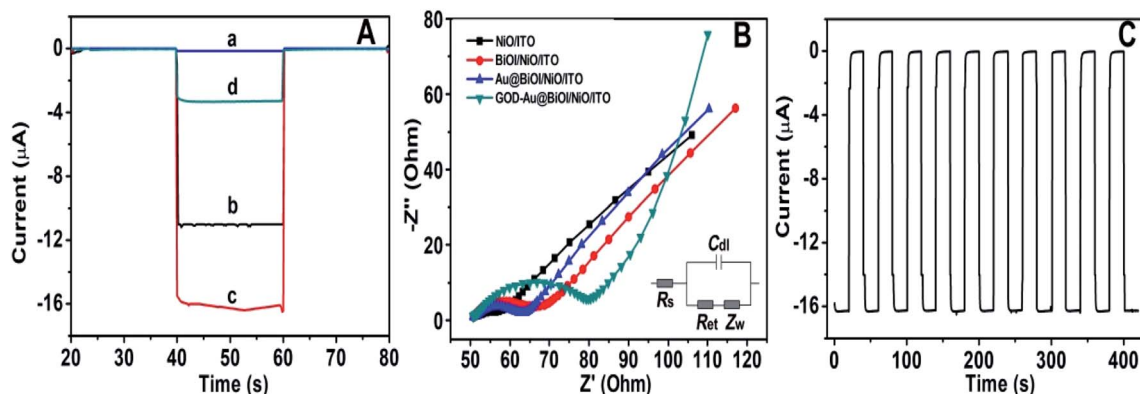 A
0
-4
-8
-12
-16
Current (μA)
a
d
b
c
20
30
40
50
60
70
80
Time (s)
B
80
60
40
20
0
-Z'' (Ohm)
NiO/ITO
BiOI/NiO/ITO
Au@BiOI/NiO/ITO
GOD-Au@BiOI/NiO/ITO
Cdl
Rs
Ret Zw
50 60 70 80 90 100 110 120
Z' (Ohm)
C
0
-4
-8
-12
-16
Current (μA)
0
100
200
300
400
Time (s)